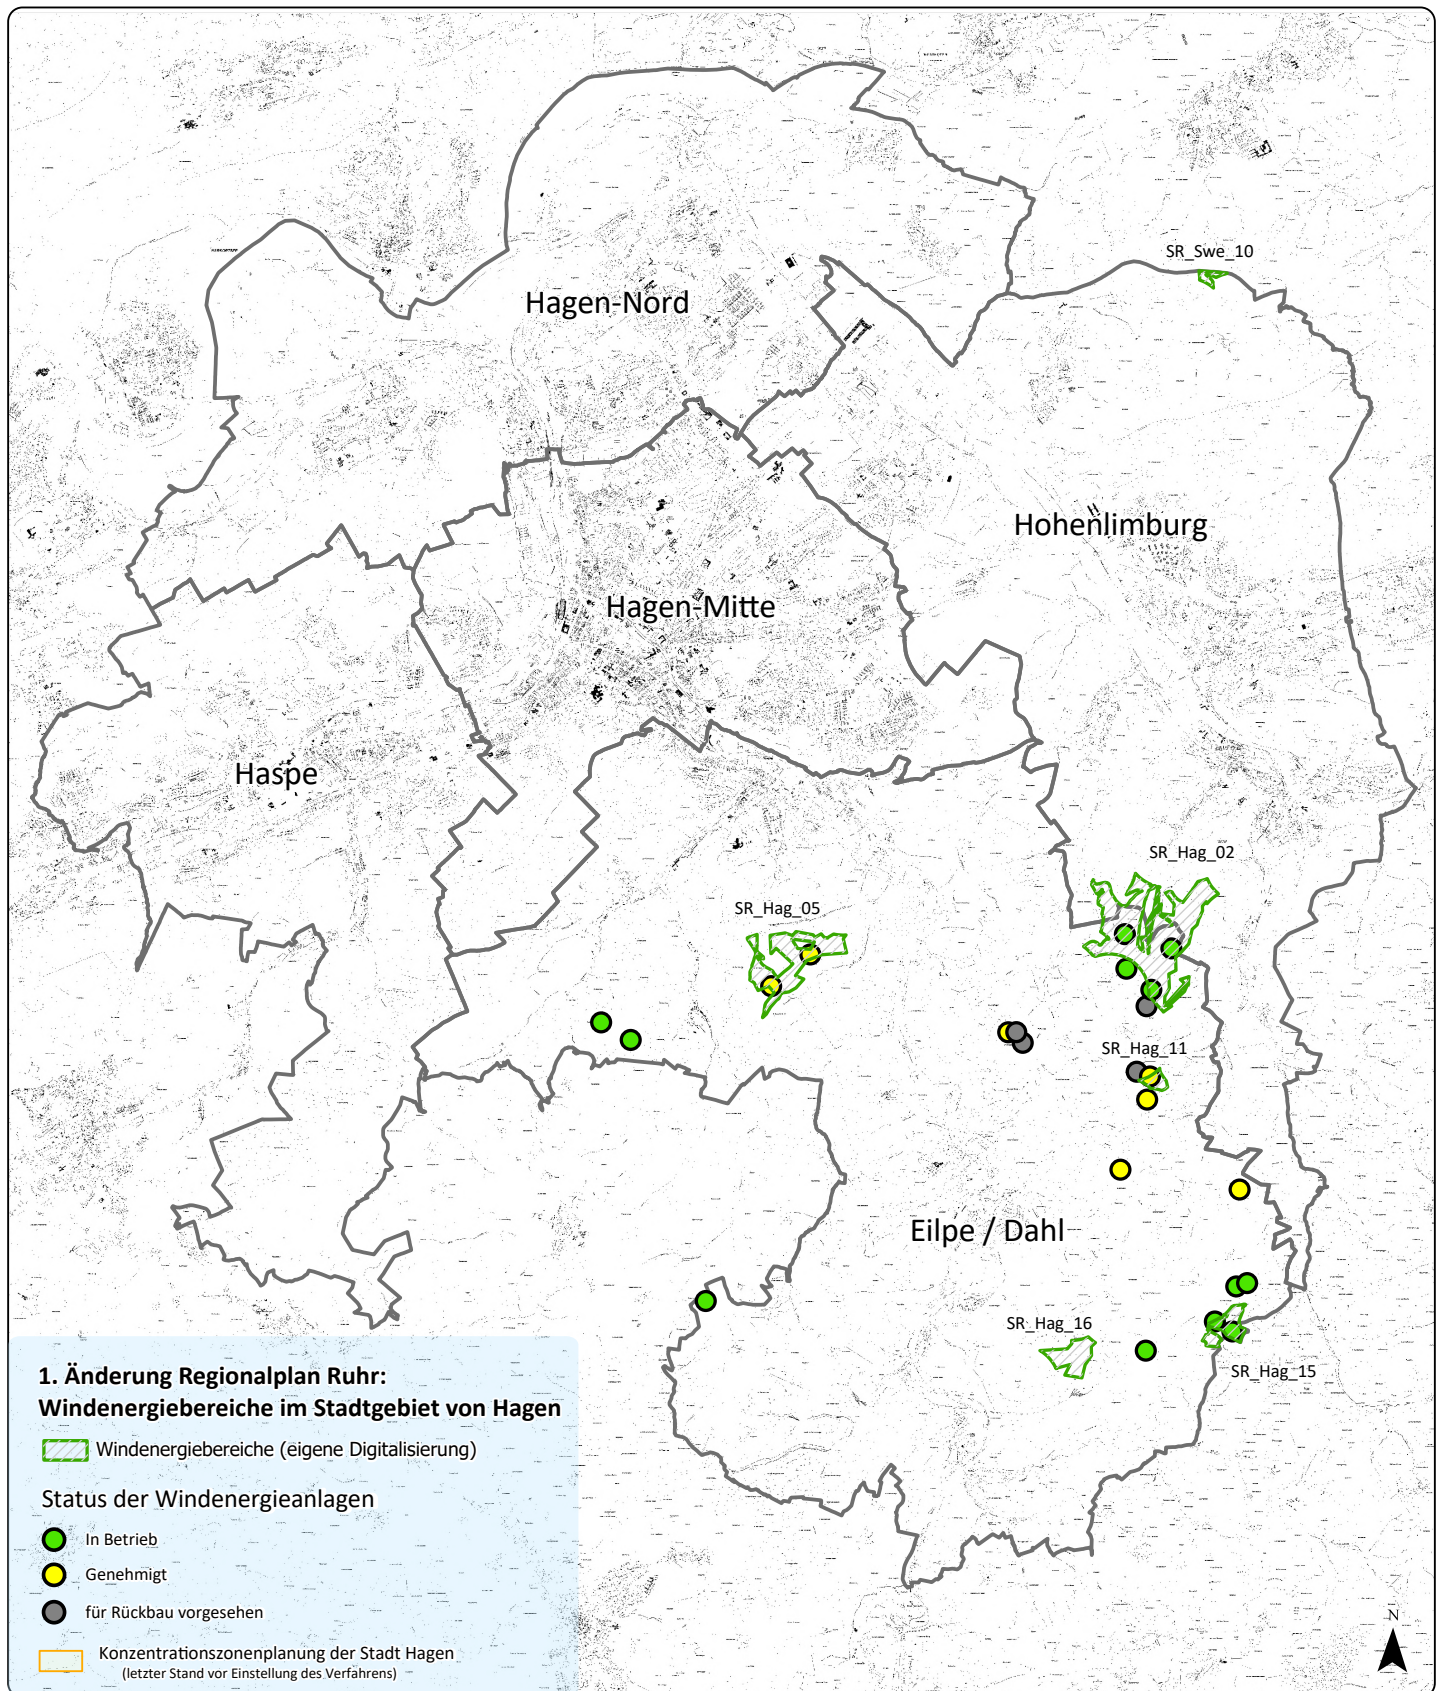 SR_Swe_10
Hagen-Nord
Hohenlimburg
Hagen-Mitte
Haspe
SR_Hag_02
SR_Hag_05
SR_Hag_11
Eilpe / Dahl
SR_Hag_16
SR_Hag_15
1. Änderung Regionalplan Ruhr:
Windenergiebereiche im Stadtgebiet von Hagen
Windenergiebereiche (eigene Digitalisierung)
Status der Windenergieanlagen
In Betrieb
Genehmigt
für Rückbau vorgesehen
Konzentrationszonenplanung der Stadt Hagen
(letzter Stand vor Einstellung des Verfahrens)
N